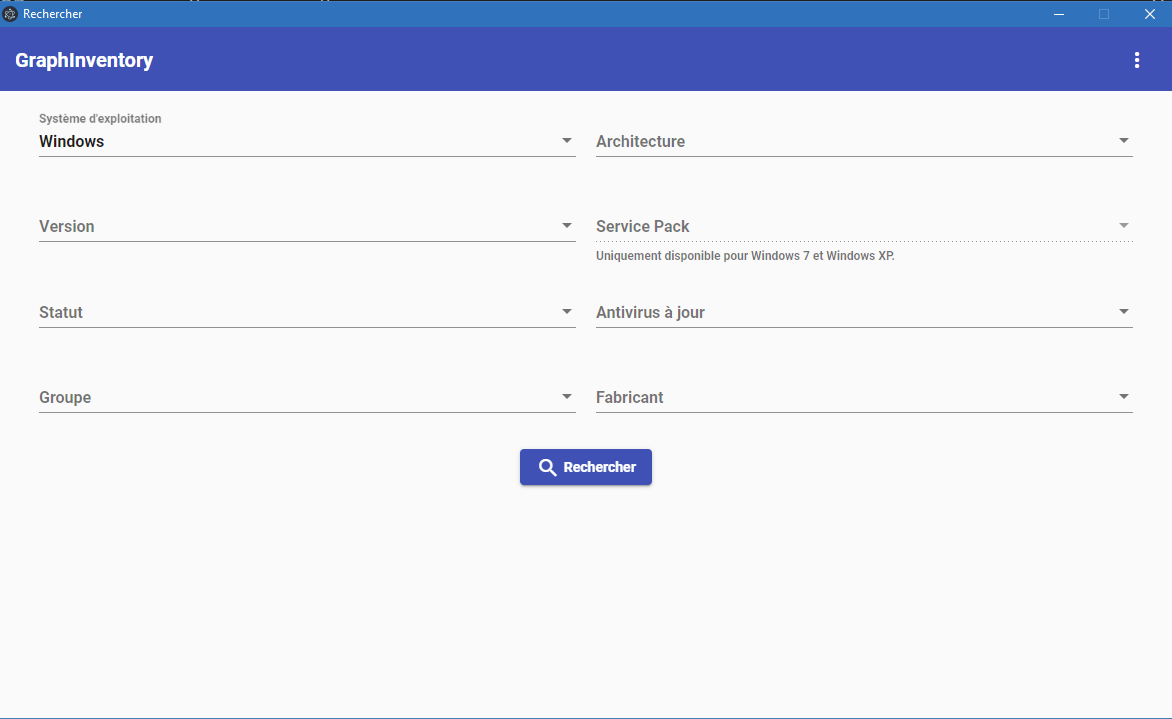 Rechercher
GraphInventory
Système d'exploitation
Windows
Architecture
Version
Service Pack
Uniquement disponible pour Windows 7 et Windows XP.
Statut
Antivirus à jour
Groupe
Fabricant
Rechercher